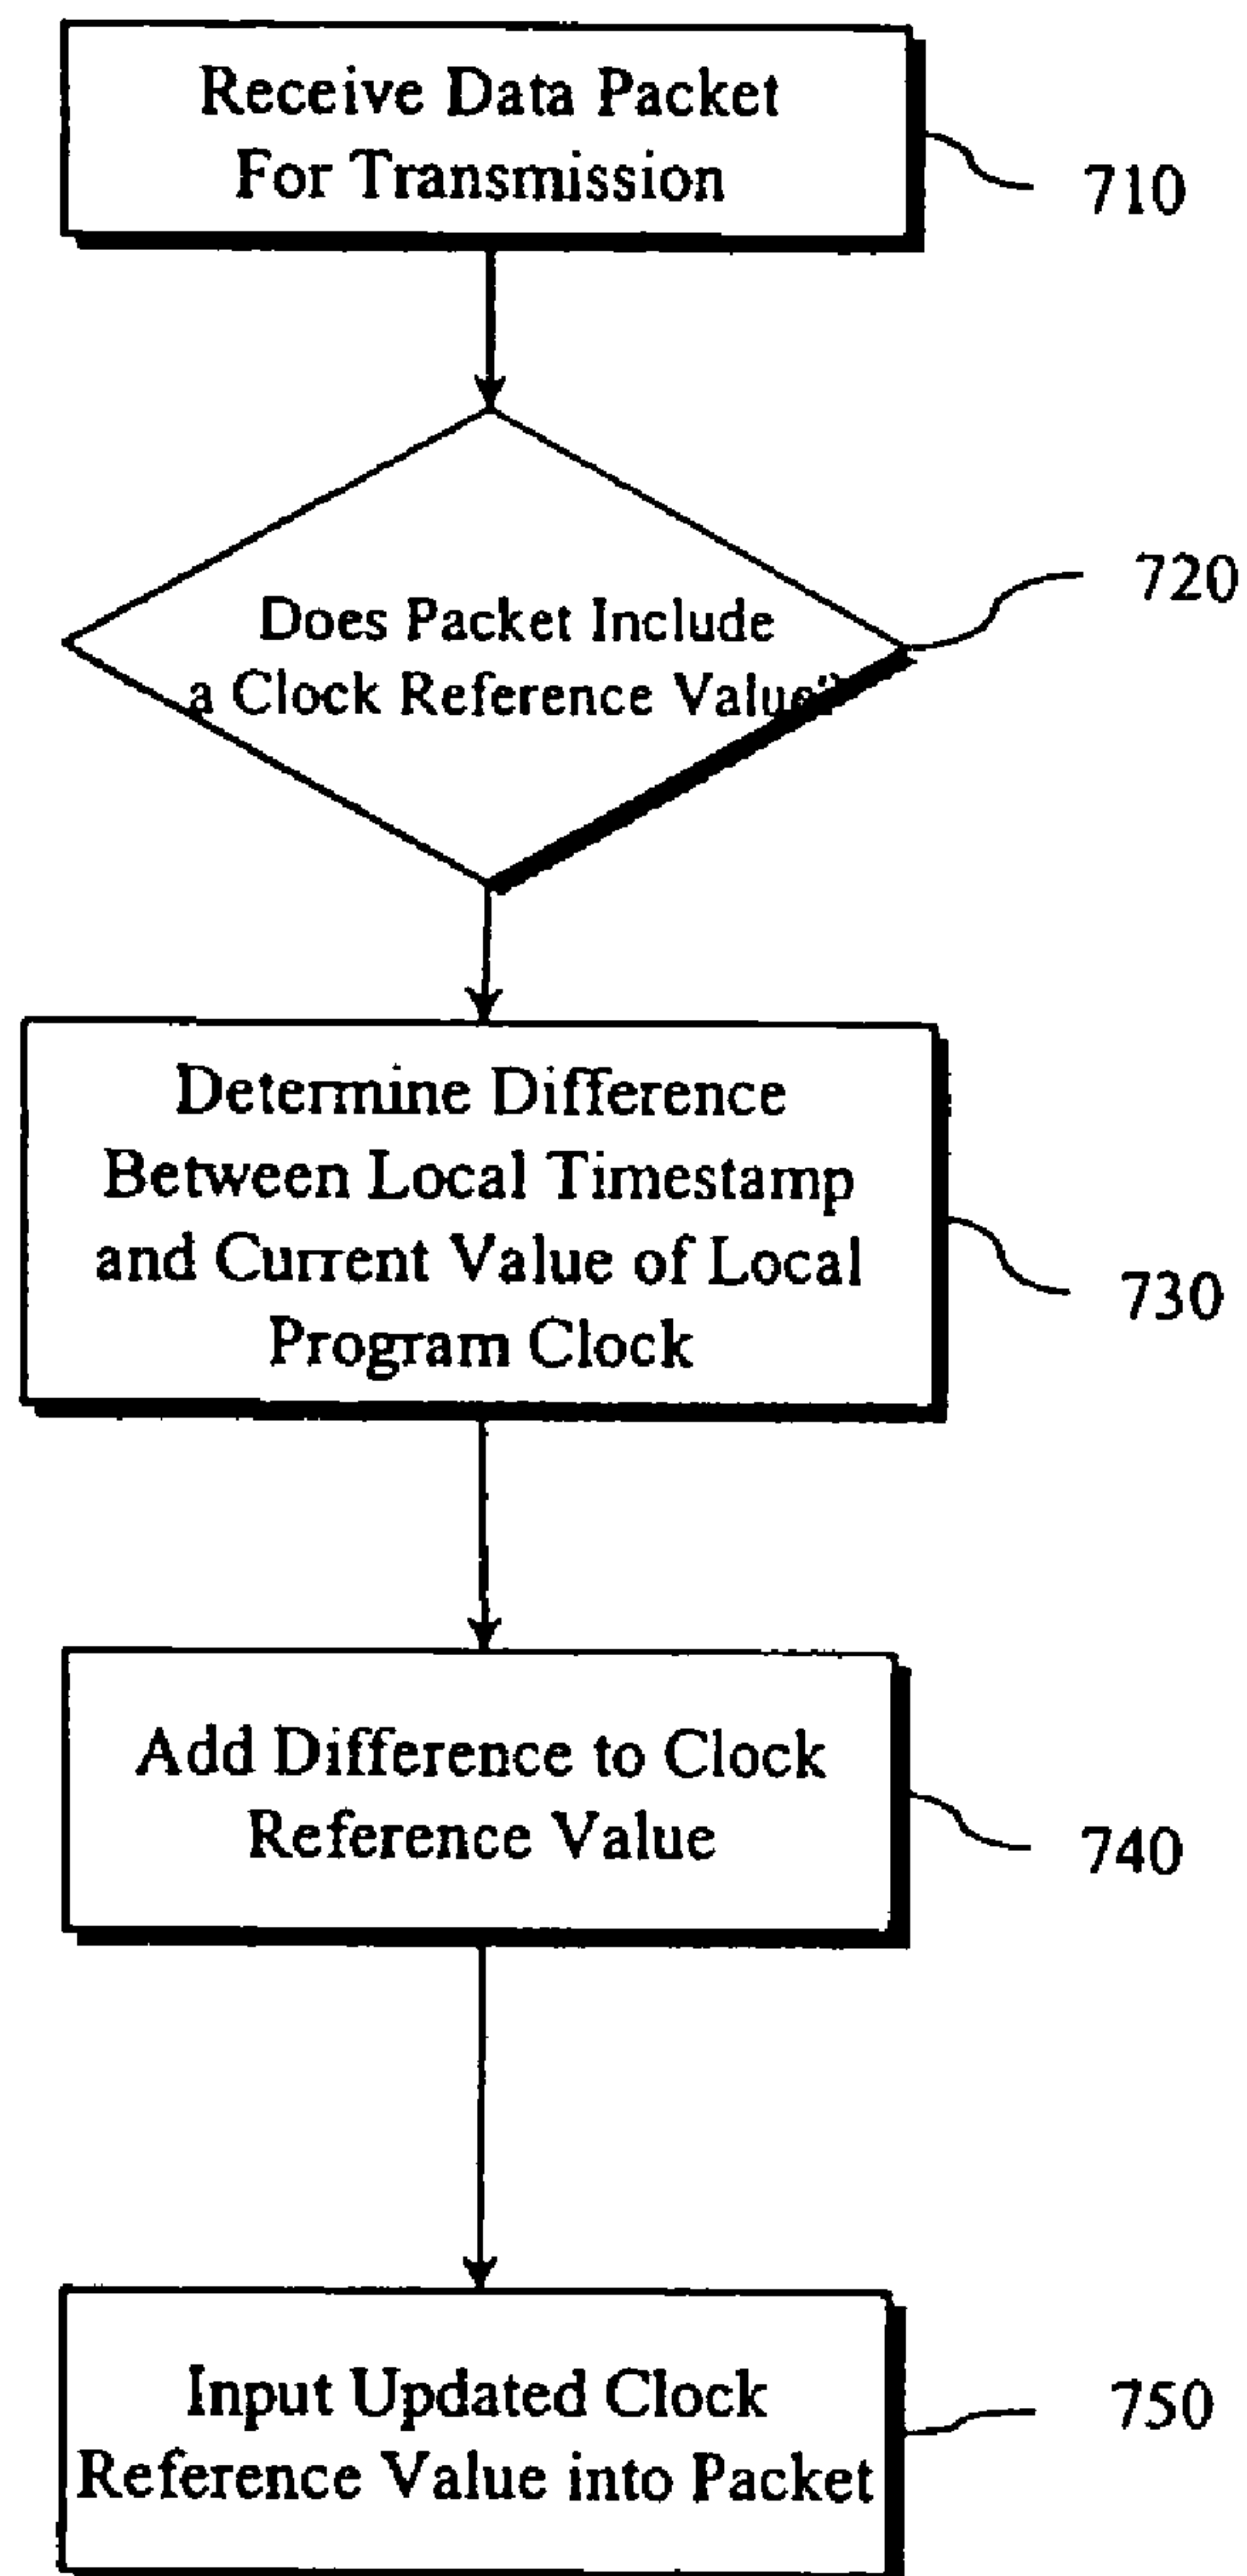 Receive Data Packet
For Transmission
710
Does Packet Include
a Clock Reference Value?
720
Determine Difference
Between Local Timestamp
and Current Value of Local
Program Clock
730
Add Difference to Clock
Reference Value
740
Input Updated Clock
Reference Value into Packet
750